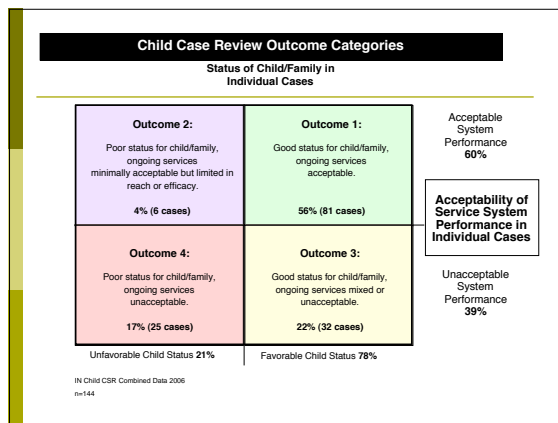 Child Case Review Outcome Categories
Status of Child/Family in
Individual Cases
Outcome 2:
Poor status for child/family,
ongoing services
minimally acceptable but limited in
reach or efficacy.
4% (6 cases)
Outcome 1:
Good status for child/family,
ongoing services
acceptable.
56% (81 cases)
Acceptable
System
Performance
60%
Acceptability of
Service System
Performance in
Individual Cases
Outcome 4:
Poor status for child/family,
ongoing services
unacceptable.
17% (25 cases)
Outcome 3:
Good status for child/family,
ongoing services mixed or
unacceptable.
22% (32 cases)
Unacceptable
System
Performance
39%
Unfavorable Child Status 21%
Favorable Child Status 78%
IN Child CSR Combined Data 2006
n=144